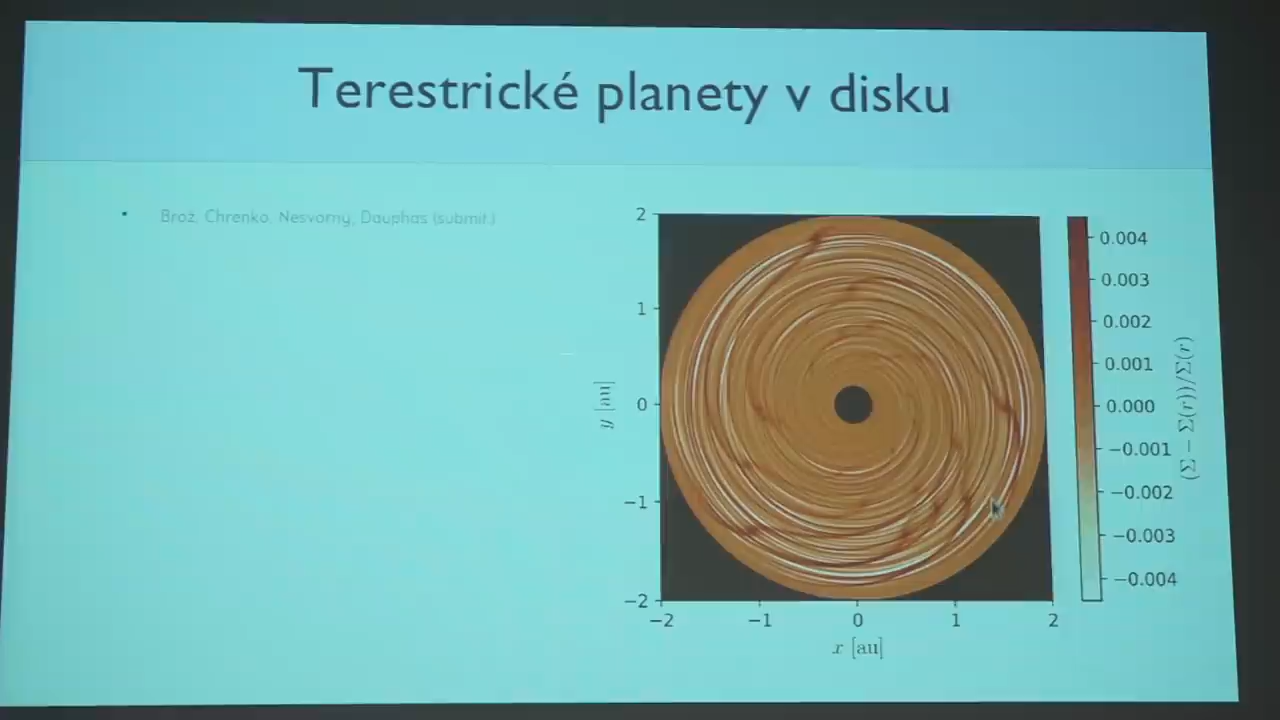 Terestrické planety v disku
• Brož, Chrenko, Nesvorný, Dauphas (submit.)
2
1
0
−1
−2
y [au]
−2 −1 0 1 2
x [au]
0.004
0.003
0.002
0.001
0.000
−0.001
−0.002
−0.003
−0.004
(Σ − Σ(r))/Σ(r)